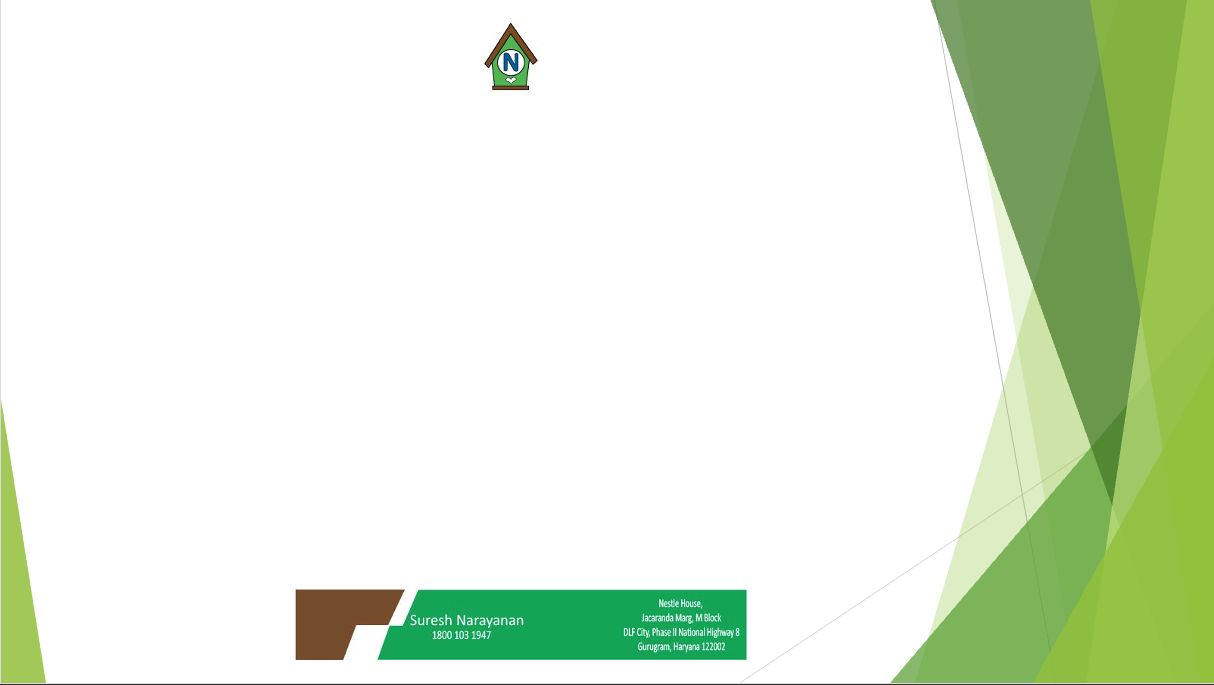 N
Suresh Narayanan
1800 103 1947
Nestle House,
Jacaranda Marg, M Block
DLF City, Phase II National Highway 8
Gurugram, Haryana 122002